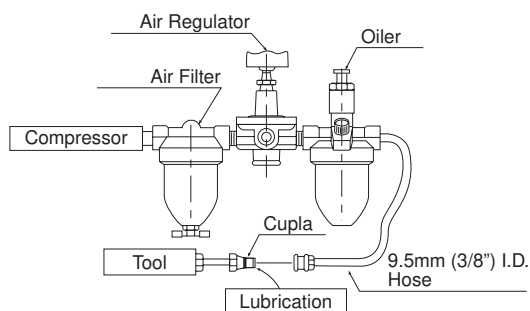 Air Regulator
Oiler
Air Filter
Compressor
Cupla
Tool
9.5mm (3/8”) I.D.
Hose
Lubrication